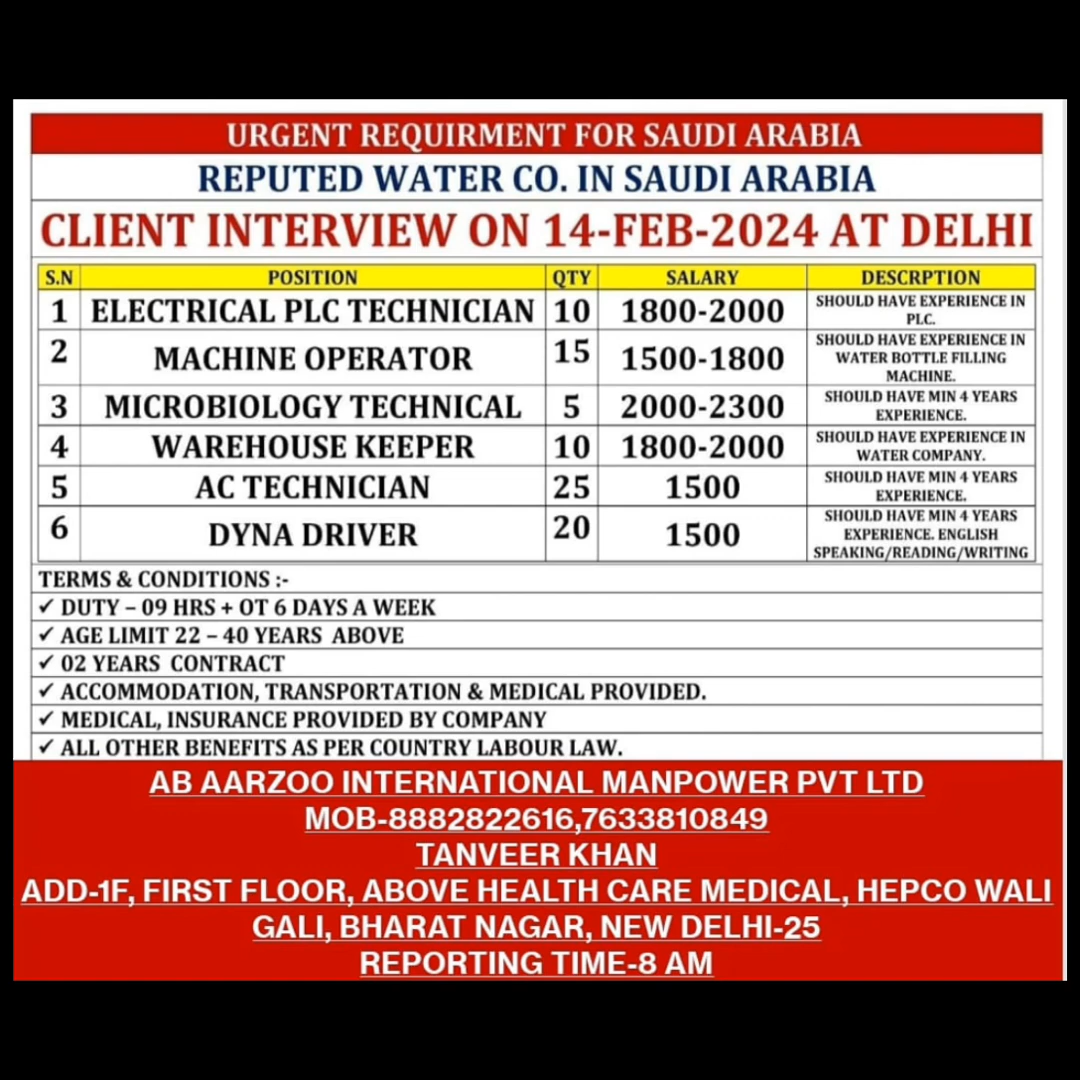 URGENT REQUIRMENT FOR SAUDI ARABIA
REPUTED WATER CO. IN SAUDI ARABIA
CLIENT INTERVIEW ON 14-FEB-2024 AT DELHI
S.N POSITION QTY SALARY DESCRPTION
1 ELECTRICAL PLC TECHNICIAN 10 1800-2000 SHOULD HAVE EXPERIENCE IN
PLC.
2 MACHINE OPERATOR 15 1500-1800 SHOULD HAVE EXPERIENCE IN
WATER BOTTLE FILLING
MACHINE.
3 MICROBIOLOGY TECHNICAL 5 2000-2300 SHOULD HAVE MIN 4 YEARS
EXPERIENCE.
4 WAREHOUSE KEEPER 10 1800-2000 SHOULD HAVE EXPERIENCE IN
WATER COMPANY.
5 AC TECHNICIAN 25 1500 SHOULD HAVE MIN 4 YEARS
EXPERIENCE.
6 DYNA DRIVER 20 1500 SHOULD HAVE MIN 4 YEARS
EXPERIENCE. ENGLISH
SPEAKING/READING/WRITING
TERMS & CONDITIONS :-
✓ DUTY – 09 HRS + OT 6 DAYS A WEEK
✓ AGE LIMIT 22 – 40 YEARS ABOVE
✓ 02 YEARS CONTRACT
✓ ACCOMMODATION, TRANSPORTATION & MEDICAL PROVIDED.
✓ MEDICAL, INSURANCE PROVIDED BY COMPANY
✓ ALL OTHER BENEFITS AS PER COUNTRY LABOUR LAW.
AB AARZOO INTERNATIONAL MANPOWER PVT LTD
MOB-8882822616,7633810849
TANVEER KHAN
ADD-1F, FIRST FLOOR, ABOVE HEALTH CARE MEDICAL, HEPCO WALI
GALI, BHARAT NAGAR, NEW DELHI-25
REPORTING TIME-8 AM